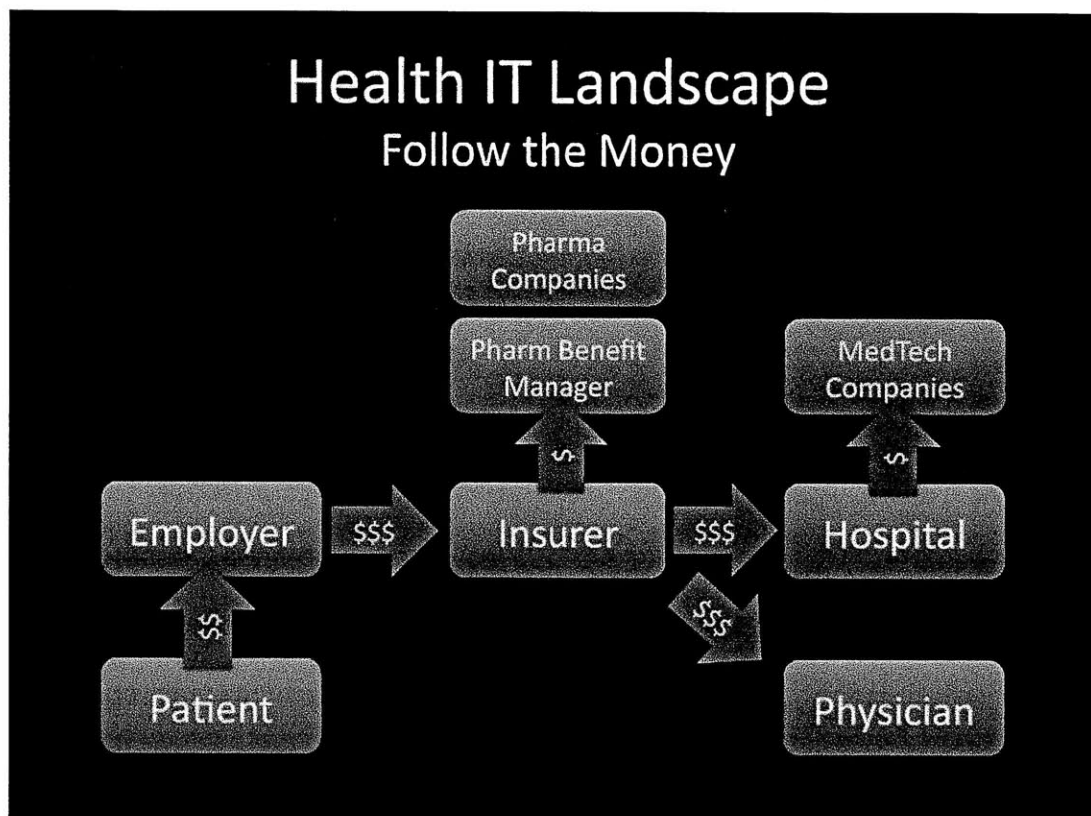 Health IT Landscape
Follow the Money
Pharma
Companies
Pharm Benefit
Manager
MedTech
Companies
$
$
Employer
$$$
Insurer
$$$
Hospital
$$
$$$
Patient
Physician